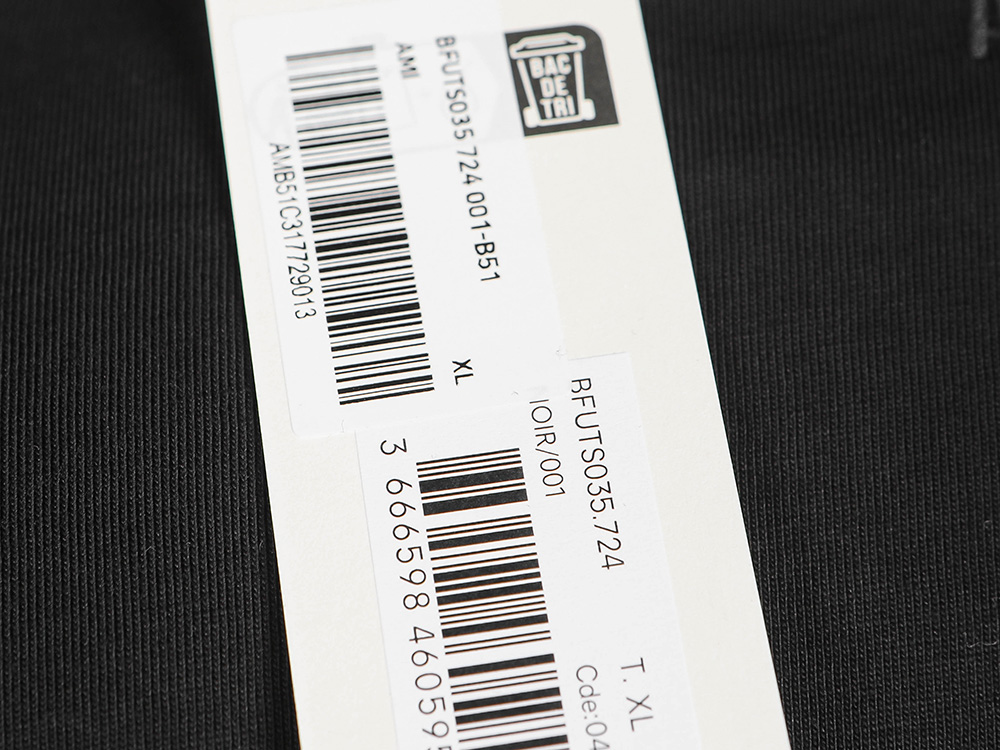 BAC
DE
TRI
BFUTS035 724 001-B51
AMI
XL
AMB51C317729013
BFUTS035.724
T. XL
IOIR/001
Cde:04
3 666598 46059